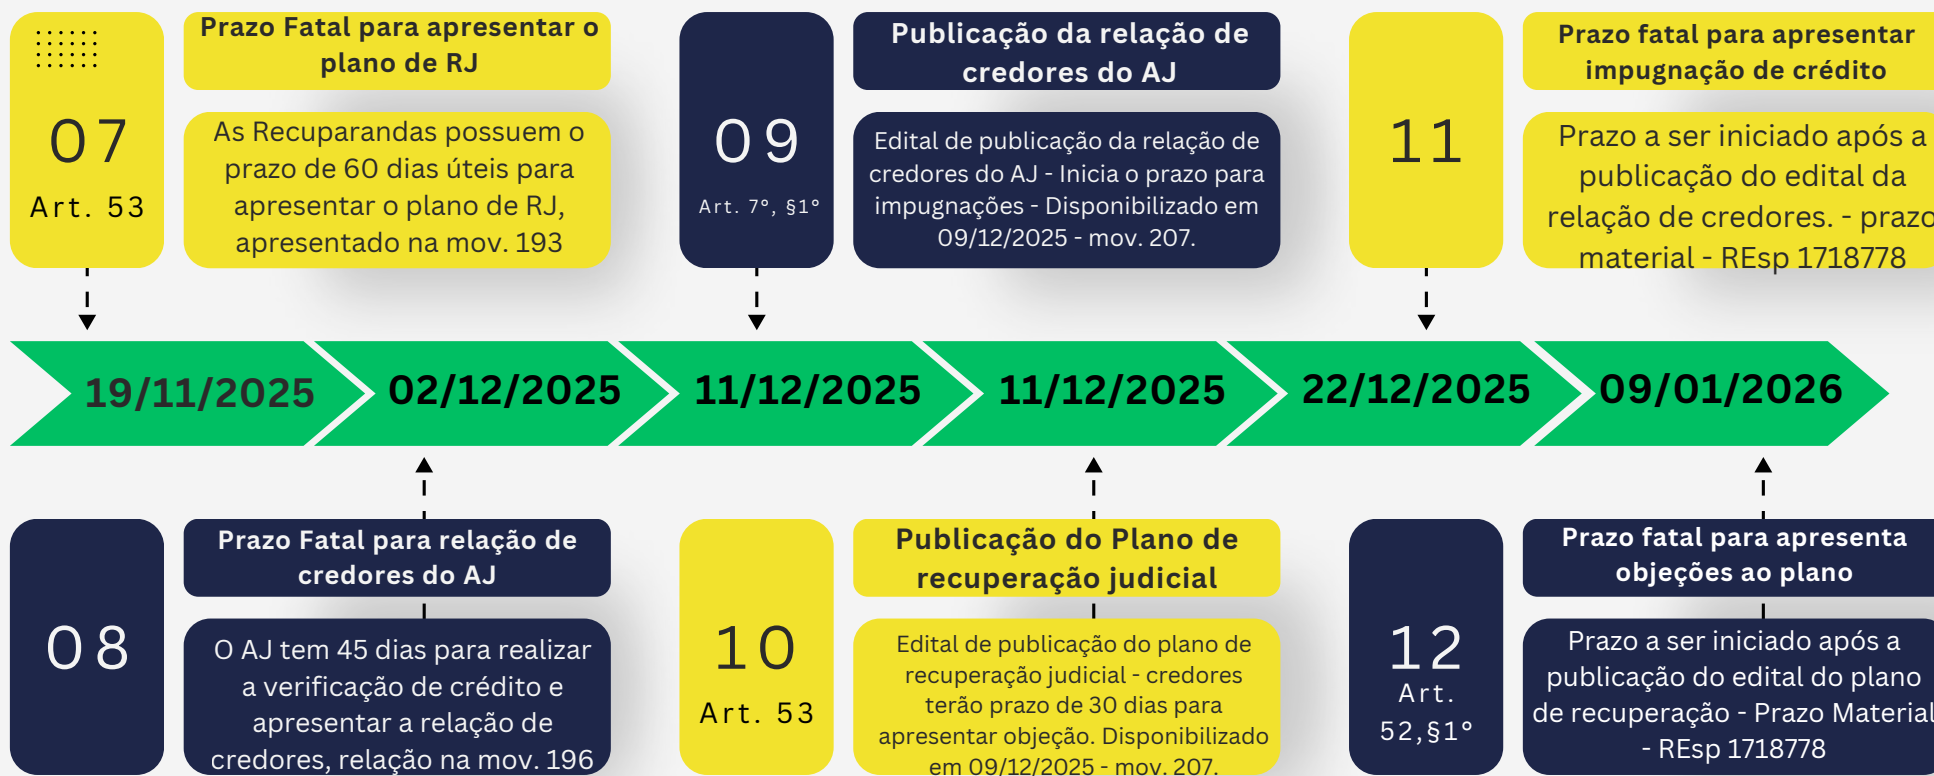 07
Art. 53
Prazo Fatal para apresentar o
plano de RJ
As Recuparandas possuem o
prazo de 60 dias úteis para
apresentar o plano de RJ,
apresentado na mov. 193
09
Art. 7º, §1º
Publicação da relação de
credores do AJ
Edital de publicação da relação de
credores do AJ - Inicia o prazo para
impugnações - Disponibilizado em
09/12/2025 - mov. 207.
11
Prazo fatal para apresentar
impugnação de crédito
Prazo a ser iniciado após a
publicação do edital da
relação de credores. - prazo
material - REsp 1718778
19/11/2025
02/12/2025
11/12/2025
11/12/2025
22/12/2025
09/01/2026
08
Prazo Fatal para relação de
credores do AJ
O AJ tem 45 dias para realizar
a verificação de crédito e
apresentar a relação de
credores, relação na mov. 196
10
Art. 53
Publicação do Plano de
recuperação judicial
Edital de publicação do plano de
recuperação judicial - credores
terão prazo de 30 dias para
apresentar objeção. Disponibilizado
em 09/12/2025 - mov. 207.
12
Art.
52,§1º
Prazo fatal para apresenta
objeções ao plano
Prazo a ser iniciado após a
publicação do edital do plano
de recuperação - Prazo Material
- REsp 1718778